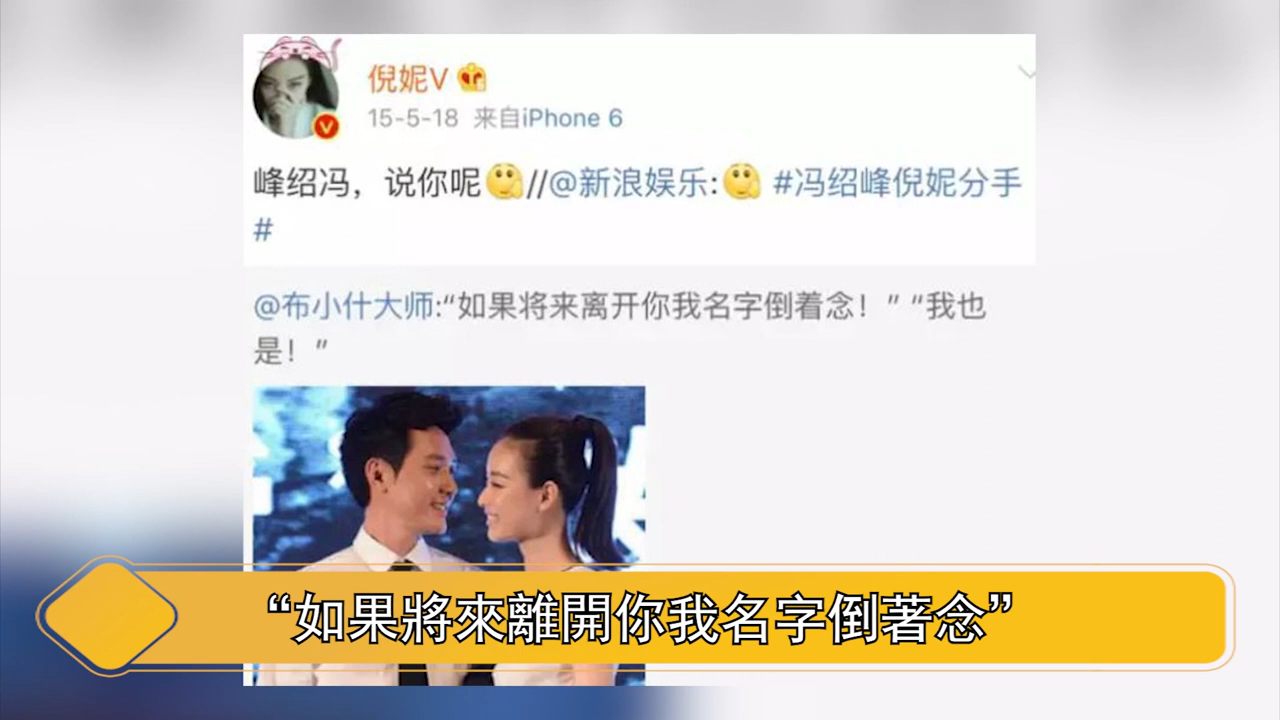 倪妮V
15-5-18 来自iPhone 6
峰绍冯，说你呢//@新浪娱乐: #冯绍峰倪妮分手
#
@布小什大师:“如果将来离开你我名字倒着念！”“我也
是！”
“如果將來離開你我名字倒著念”